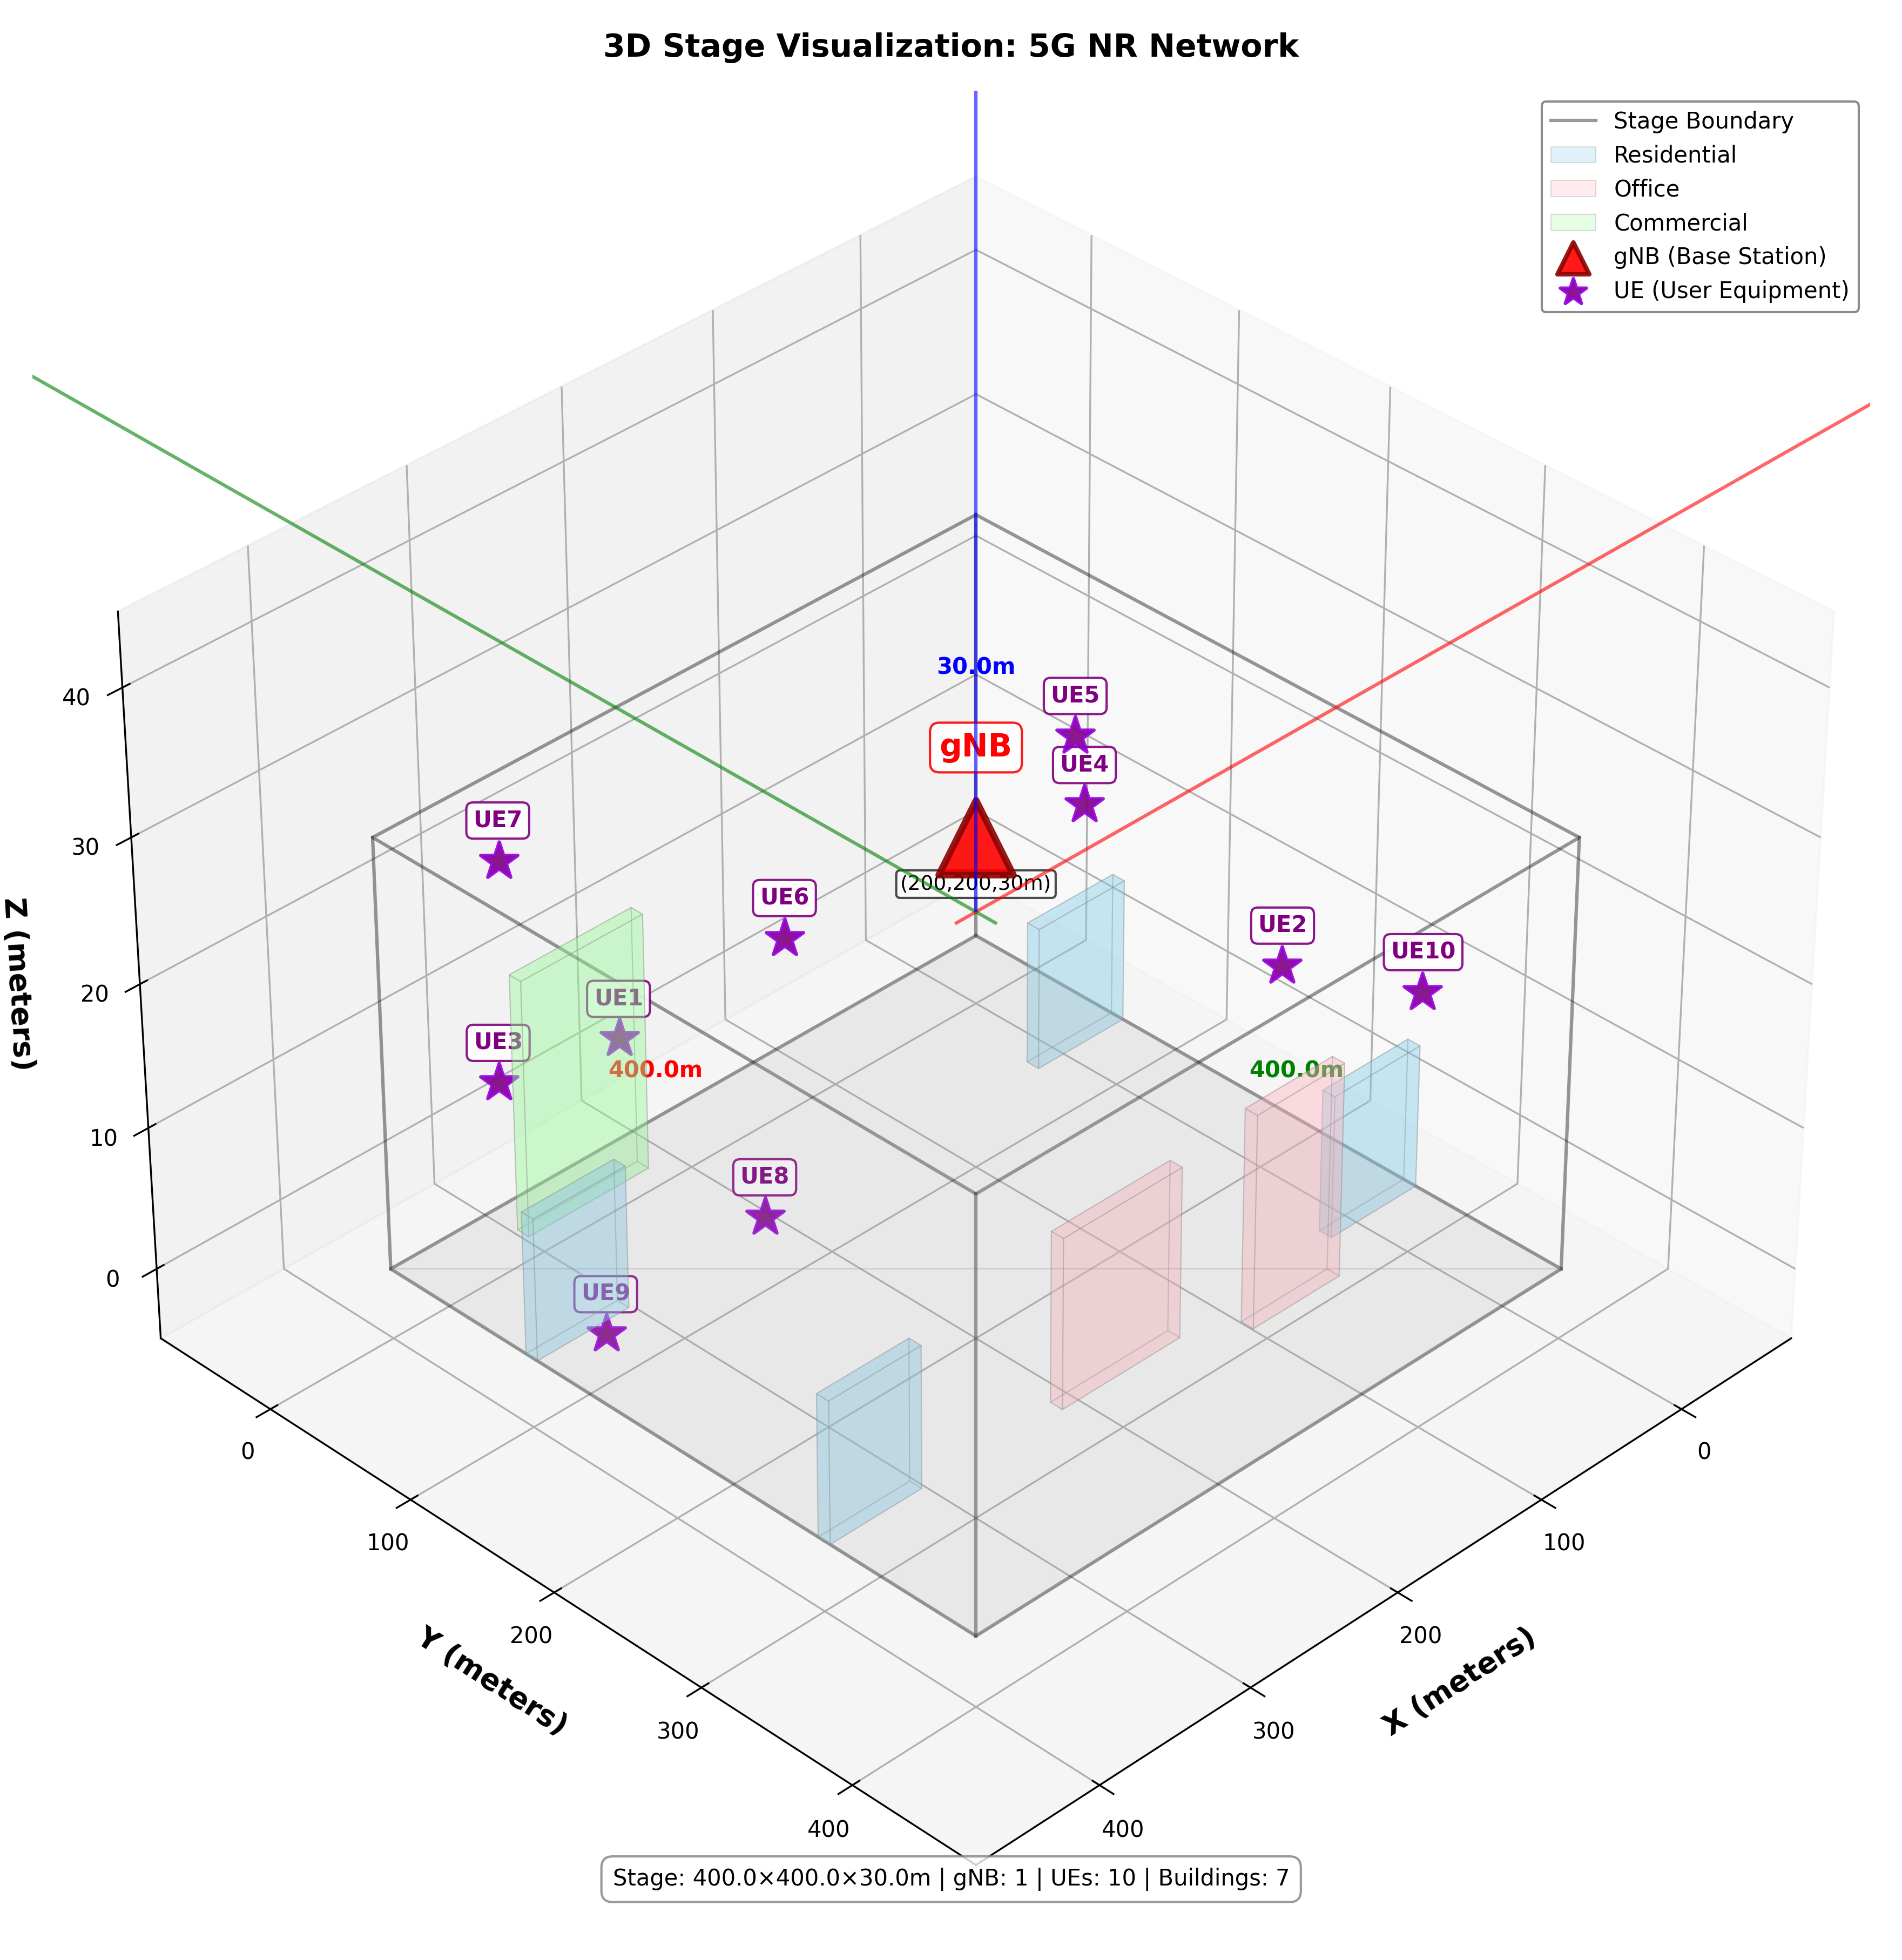 3D Stage Visualization: 5G NR Network
Stage Boundary
Residential
Office
Commercial
gNB (Base Station)
UE (User Equipment)
30.0m
UE5
gNB
UE4
UE7
(200,200,30m)
UE6
UE2
UE10
UE1
UE3
400.0m
400.0m
UE8
UE9
Z (meters)
40
30
20
10
0
0
100
200
300
400
Y (meters)
0
100
200
300
400
X (meters)
Stage: 400.0×400.0×30.0m | gNB: 1 | UEs: 10 | Buildings: 7